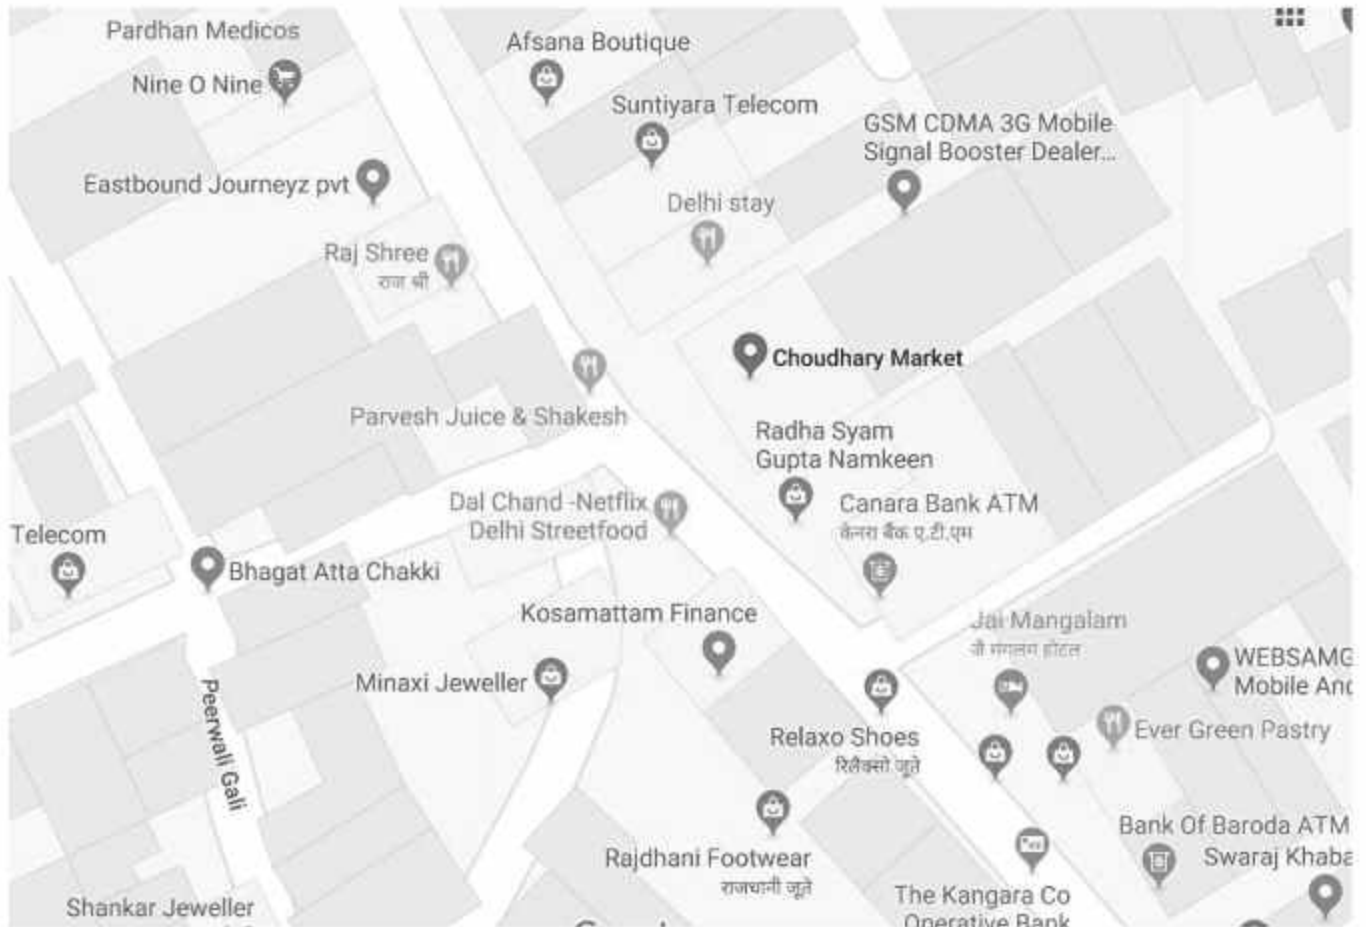 Pardhan Medicos
Nine O Nine
Afsana Boutique
Suntiyara Telecom
GSM CDMA 3G Mobile
Signal Booster Dealer...
Eastbound Journeyz pvt
Delhi stay
Raj Shree
राज श्री
Choudhary Market
Parvesh Juice & Shakesh
Radha Syam
Gupta Namkeen
Dal Chand -Netflix
Delhi Streetfood
Canara Bank ATM
केनरा बैंक ए.टी.एम
Telecom
Bhagat Atta Chakki
Kosamattam Finance
Jai Mangalam
जै मंगलम होटल
WEBSAMG
Mobile And
Minaxi Jeweller
Peerwali Gali
Relaxo Shoes
रिलैक्सो जूते
Ever Green Pastry
Rajdhani Footwear
राजधानी जूते
Bank Of Baroda ATM
Swaraj Khaba
The Kangara Co
Operative Bank
Shankar Jeweller